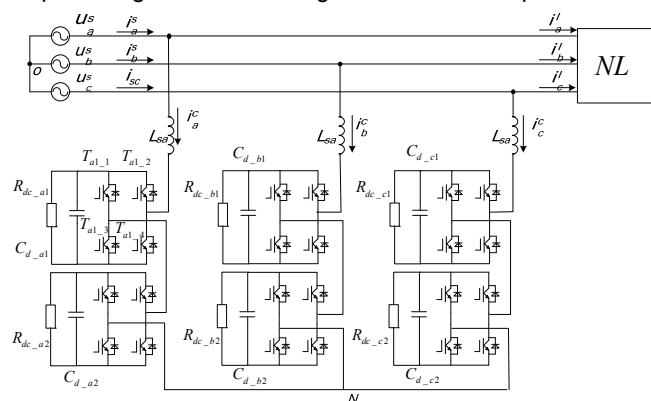 u^s_a i^s_a i^l_a
u^s_b i^s_b i^l_b NL
o u^s_c i_sc i^l_c
L_sa i^c_a L_sa i^c_b L_sa i^c_c
T_a1_1 T_a1_2 C_d_b1 C_d_c1
R_dc_a1 R_dc_b1 R_dc_c1
T_a1_3 T_a1_4
C_d_a1
R_dc_a2 R_dc_b2 R_dc_c2
C_d_a2 C_d_b2 C_d_c2
N